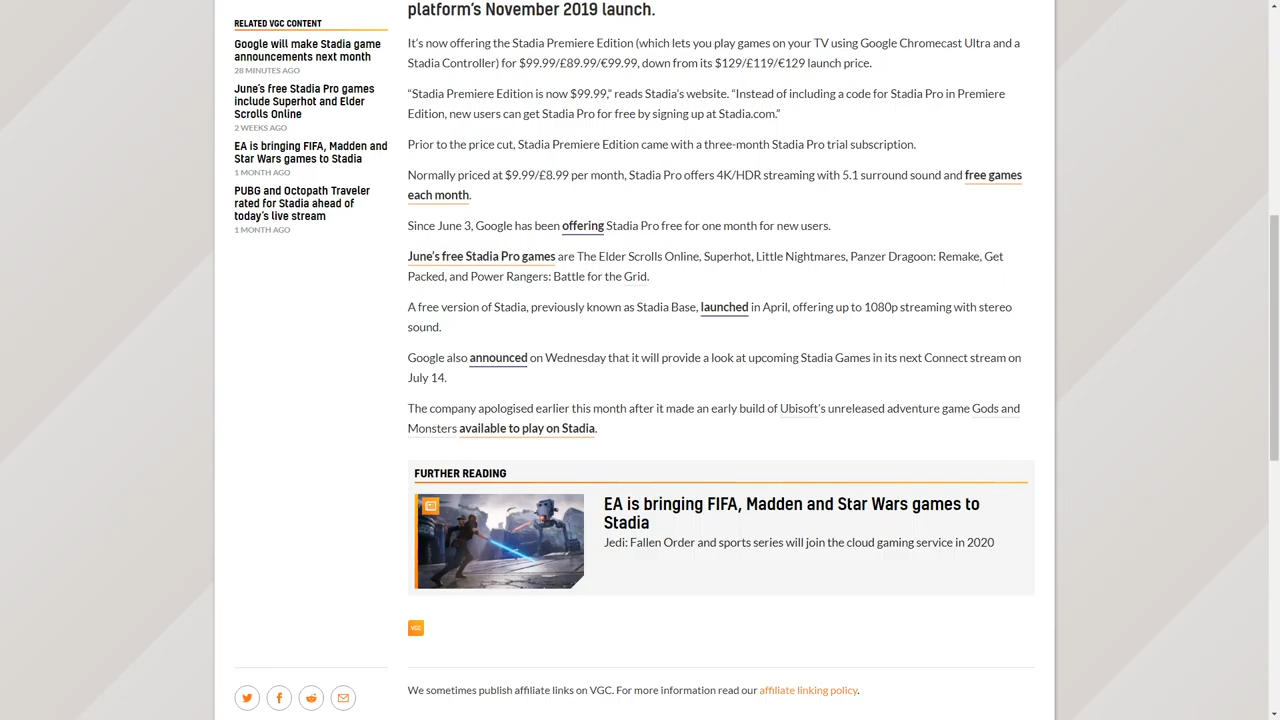 platform's November 2019 launch.
RELATED VGC CONTENT
Google will make Stadia game
announcements next month
28 MINUTES AGO
June's free Stadia Pro games
include Superhot and Elder
Scrolls Online
2 WEEKS AGO
EA is bringing FIFA, Madden and
Star Wars games to Stadia
1 MONTH AGO
PUBG and Octopath Traveler
rated for Stadia ahead of
today's live stream
1 MONTH AGO
It's now offering the Stadia Premiere Edition (which lets you play games on your TV using Google Chromecast Ultra and a
Stadia Controller) for $99.99/£89.99/€99.99, down from its $129/£119/€129 launch price.
“Stadia Premiere Edition is now $99.99,” reads Stadia's website. “Instead of including a code for Stadia Pro in Premiere
Edition, new users can get Stadia Pro for free by signing up at Stadia.com.”
Prior to the price cut, Stadia Premiere Edition came with a three-month Stadia Pro trial subscription.
Normally priced at $9.99/£8.99 per month, Stadia Pro offers 4K/HDR streaming with 5.1 surround sound and free games
each month.
Since June 3, Google has been offering Stadia Pro free for one month for new users.
June's free Stadia Pro games are The Elder Scrolls Online, Superhot, Little Nightmares, Panzer Dragoon: Remake, Get
Packed, and Power Rangers: Battle for the Grid.
A free version of Stadia, previously known as Stadia Base, launched in April, offering up to 1080p streaming with stereo
sound.
Google also announced on Wednesday that it will provide a look at upcoming Stadia Games in its next Connect stream on
July 14.
The company apologised earlier this month after it made an early build of Ubisoft's unreleased adventure game Gods and
Monsters available to play on Stadia.
FURTHER READING
EA is bringing FIFA, Madden and Star Wars games to
Stadia
Jedi: Fallen Order and sports series will join the cloud gaming service in 2020
VGC
We sometimes publish affiliate links on VGC. For more information read our affiliate linking policy.